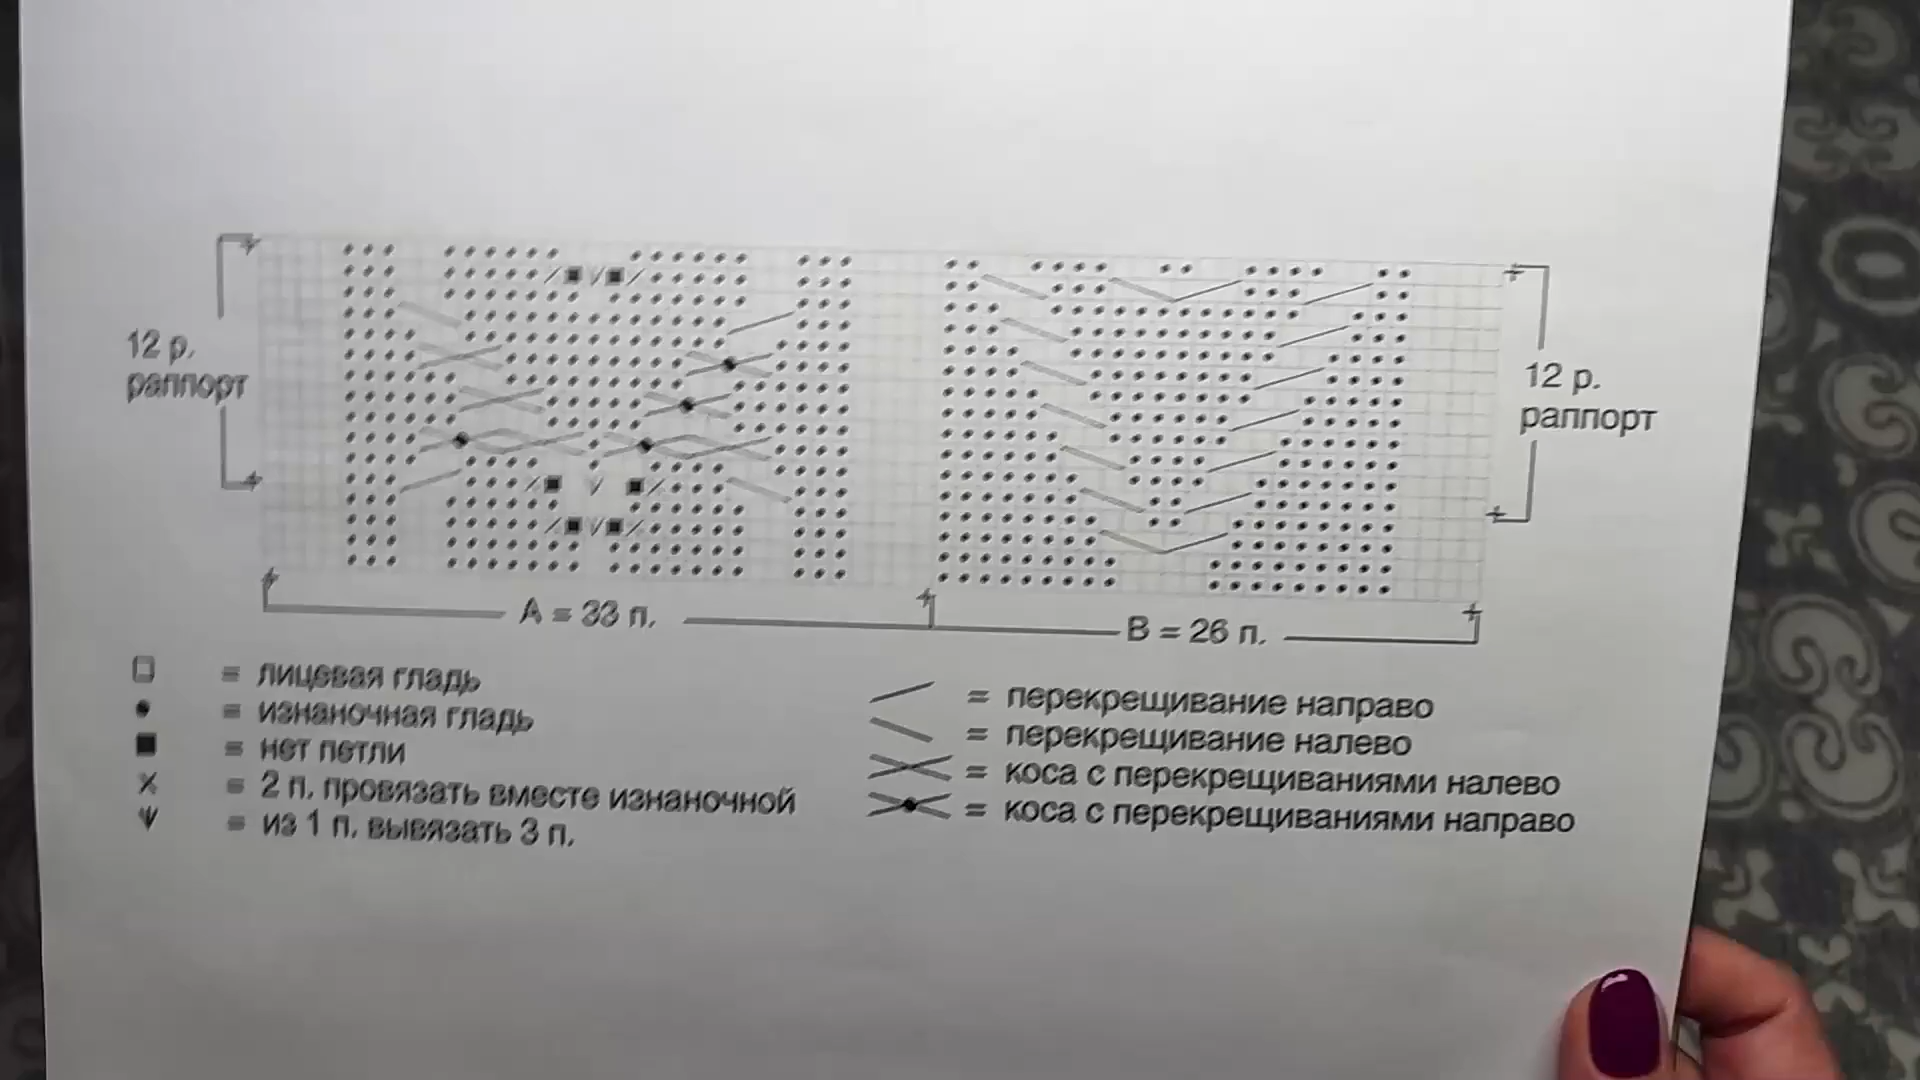 12 р.
раппорт
12 р.
раппорт
A = 33 п.
B = 26 п.
= лицевая гладь
= изнаночная гладь
= нет петли
= 2 п. провязать вместе изнаночной
= из 1 п. вывязать 3 п.
= перекрещивание направо
= перекрещивание налево
= коса с перекрещиваниями налево
= коса с перекрещиваниями направо